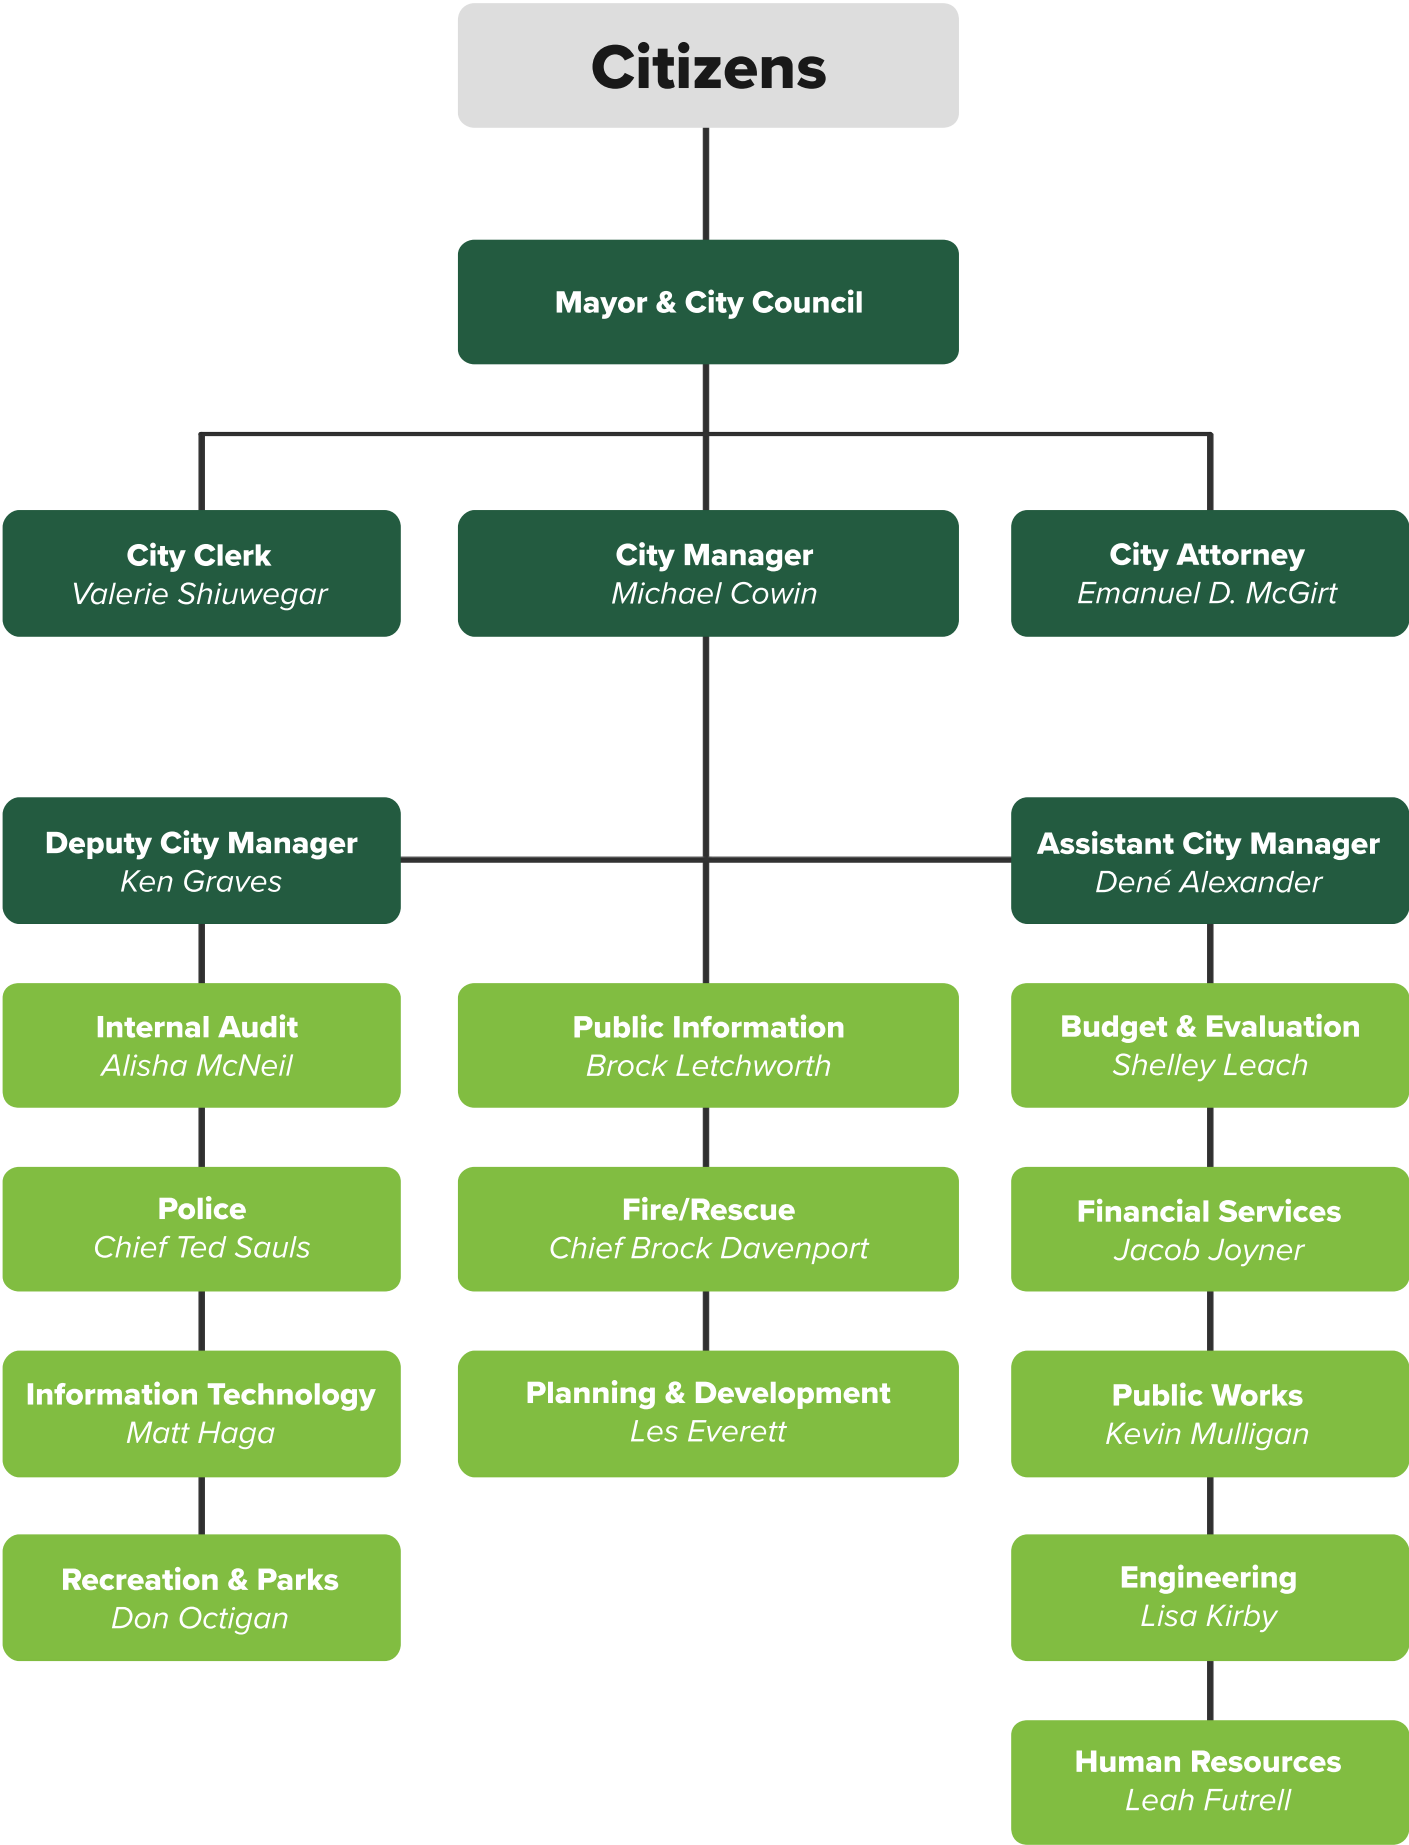 Citizens
Mayor & City Council
City Clerk
Valerie Shiuwegar
City Manager
Michael Cowin
City Attorney
Emanuel D. McGirt
Deputy City Manager
Ken Graves
Assistant City Manager
Dené Alexander
Internal Audit
Alisha McNeil
Public Information
Brock Letchworth
Budget & Evaluation
Shelley Leach
Police
Chief Ted Sauls
Fire/Rescue
Chief Brock Davenport
Financial Services
Jacob Joyner
Information Technology
Matt Haga
Planning & Development
Les Everett
Public Works
Kevin Mulligan
Recreation & Parks
Don Octigan
Engineering
Lisa Kirby
Human Resources
Leah Futrell